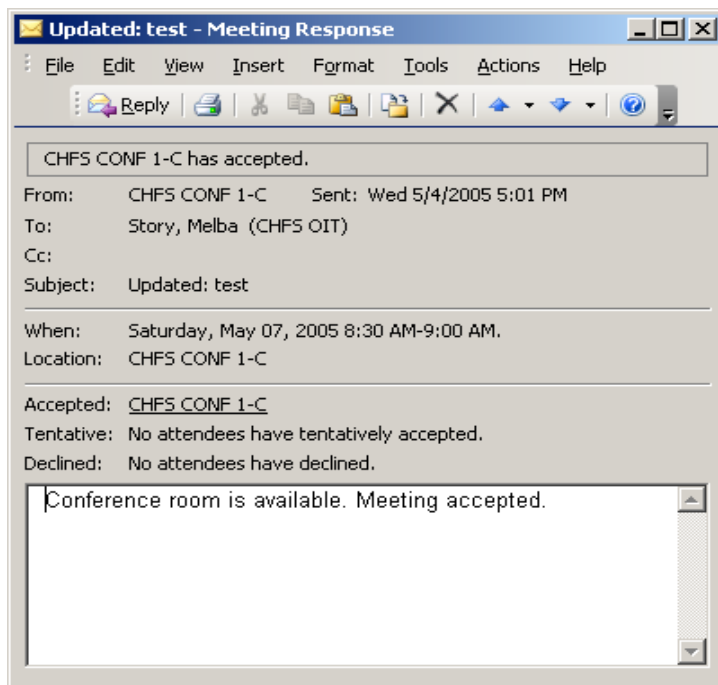 Updated: test - Meeting Response
File Edit View Insert Format Tools Actions Help
Reply
CHFS CONF 1-C has accepted.
From: CHFS CONF 1-C Sent: Wed 5/4/2005 5:01 PM
To: Story, Melba (CHFS OIT)
Cc:
Subject: Updated: test
When: Saturday, May 07, 2005 8:30 AM-9:00 AM.
Location: CHFS CONF 1-C
Accepted: CHFS CONF 1-C
Tentative: No attendees have tentatively accepted.
Declined: No attendees have declined.
Conference room is available. Meeting accepted.